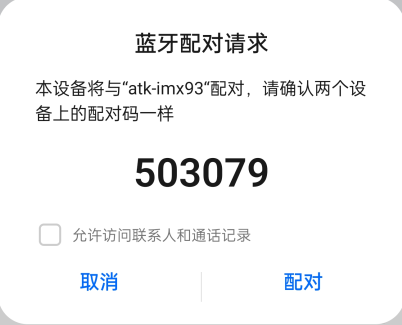 蓝牙配对请求
本设备将与“atk-imx93“配对，请确认两个设
备上的配对码一样
503079
允许访问联系人和通话记录
取消
配对